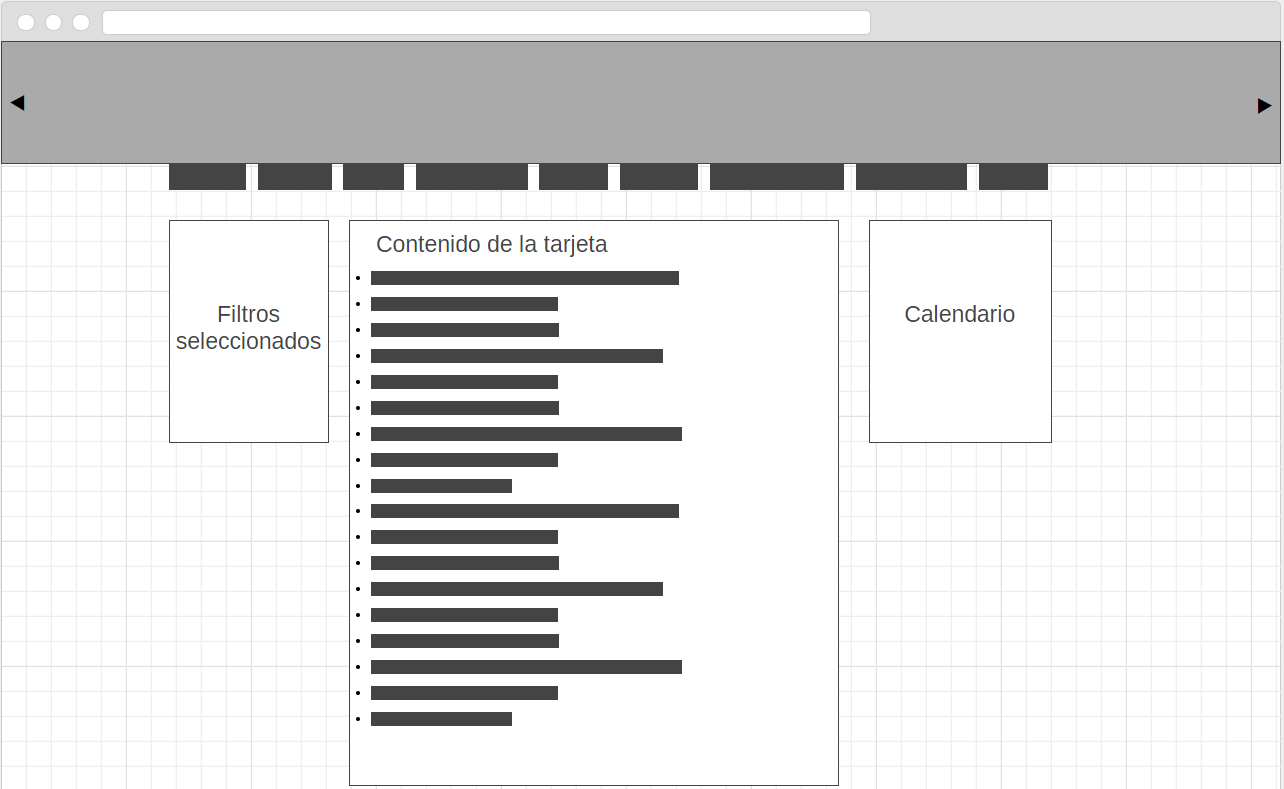 Contenido de la tarjeta
Filtros
seleccionados
Calendario